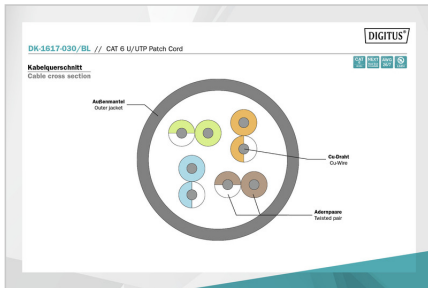 DIGITUS
DK-1617-030/BL // CAT 6 U/UTP Patch Cord
Kabelquerschnitt
Cable cross section
Außenmantel
Outer jacket
Cu-Draht
Cu-Wire
Adernpaare
Twisted pair